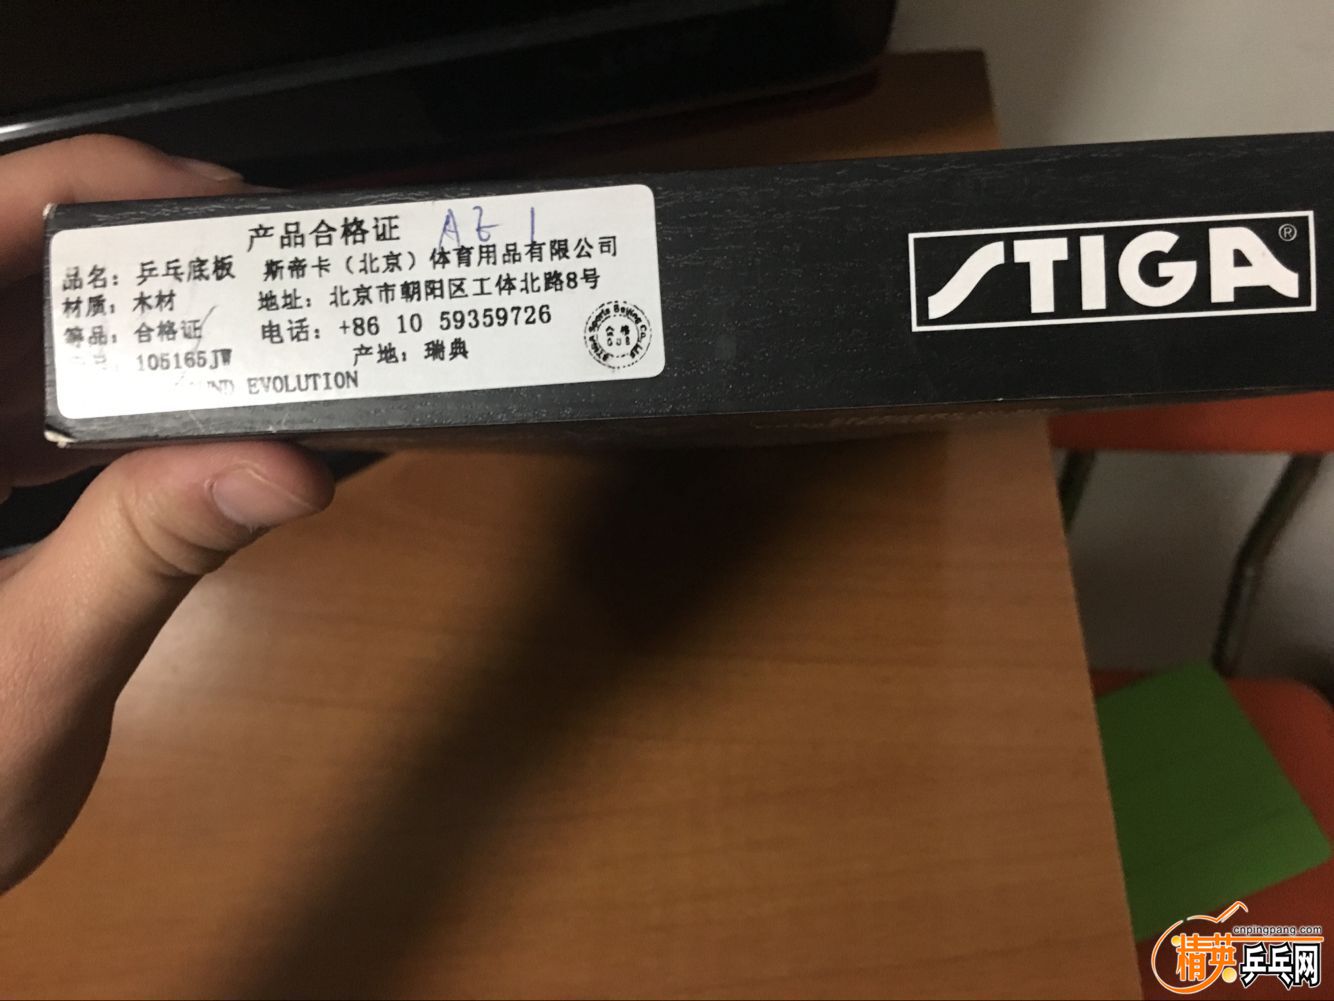 产品合格证
品名：乒乓底板 斯帝卡（北京）体育用品有限公司
材质：木材 地址：北京市朝阳区工体北路8号
等品：合格证 电话：+86 10 59359726
105165JW 产地：瑞典
EVOLUTION
STIGA®
cnpingpang.com
精英乒乓网